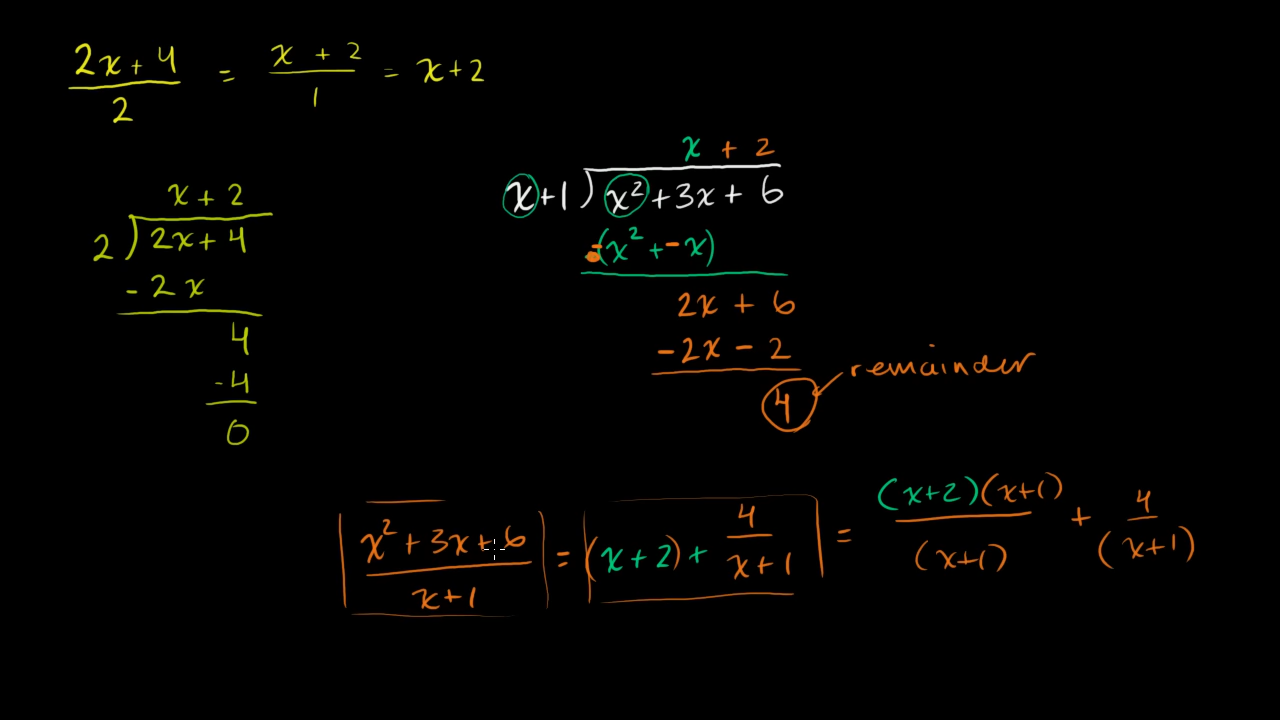 2x+4 / 2 = x+2 / 1 = x+2
x + 2
2 ) 2x + 4
- 2x
4
-4
0
x + 2
x+1 ) x² + 3x + 6
-(x² + - x)
2x + 6
-2x - 2
4 remainder
x² + 3x + 6 / x+1 = (x+2) + 4 / x+1 = (x+2)(x+1) / (x+1) + 4 / (x+1)